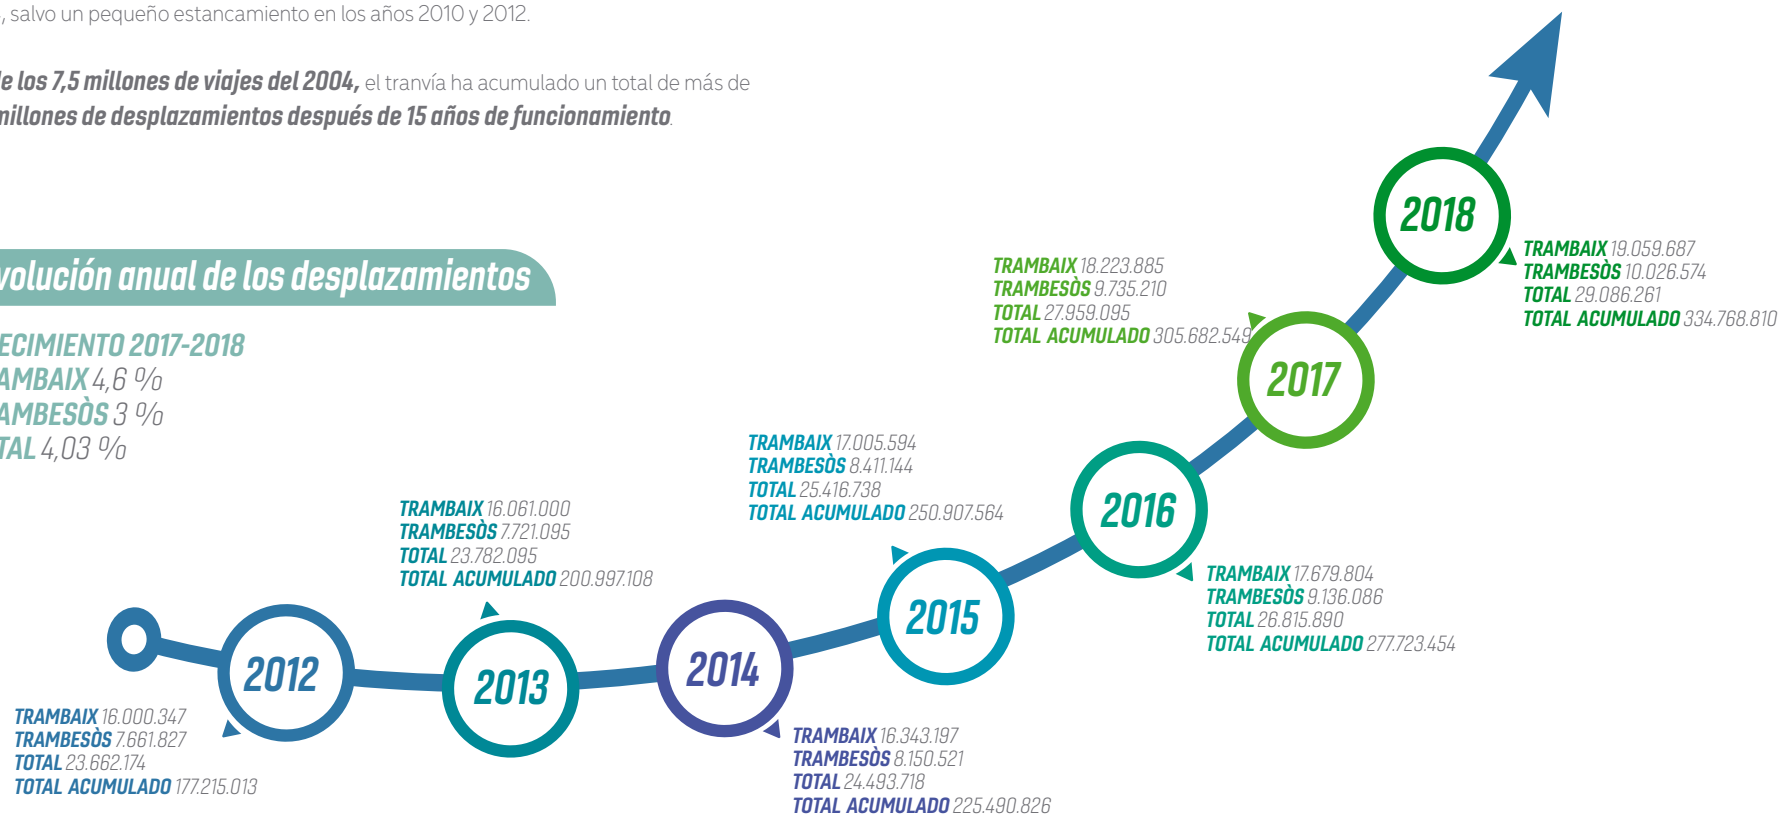 , salvo un pequeño estancamiento en los años 2010 y 2012.
de los 7,5 millones de viajes del 2004, el tranvía ha acumulado un total de más de
millones de desplazamientos después de 15 años de funcionamiento.
volución anual de los desplazamientos
ECIMIENTO 2017-2018
AMBAIX 4,6 %
AMBESÒS 3 %
TAL 4,03 %
2012
TRAMBAIX 16.000.347
TRAMBESÒS 7.661.827
TOTAL 23.662.174
TOTAL ACUMULADO 177.215.013
TRAMBAIX 16.061.000
TRAMBESÒS 7.721.095
TOTAL 23.782.095
TOTAL ACUMULADO 200.997.108
2013
2014
TRAMBAIX 16.343.197
TRAMBESÒS 8.150.521
TOTAL 24.493.718
TOTAL ACUMULADO 225.490.826
TRAMBAIX 17.005.594
TRAMBESÒS 8.411.144
TOTAL 25.416.738
TOTAL ACUMULADO 250.907.564
2015
2016
TRAMBAIX 17.679.804
TRAMBESÒS 9.136.086
TOTAL 26.815.890
TOTAL ACUMULADO 277.723.454
TRAMBAIX 18.223.885
TRAMBESÒS 9.735.210
TOTAL 27.959.095
TOTAL ACUMULADO 305.682.549
2017
2018
TRAMBAIX 19.059.687
TRAMBESÒS 10.026.574
TOTAL 29.086.261
TOTAL ACUMULADO 334.768.810